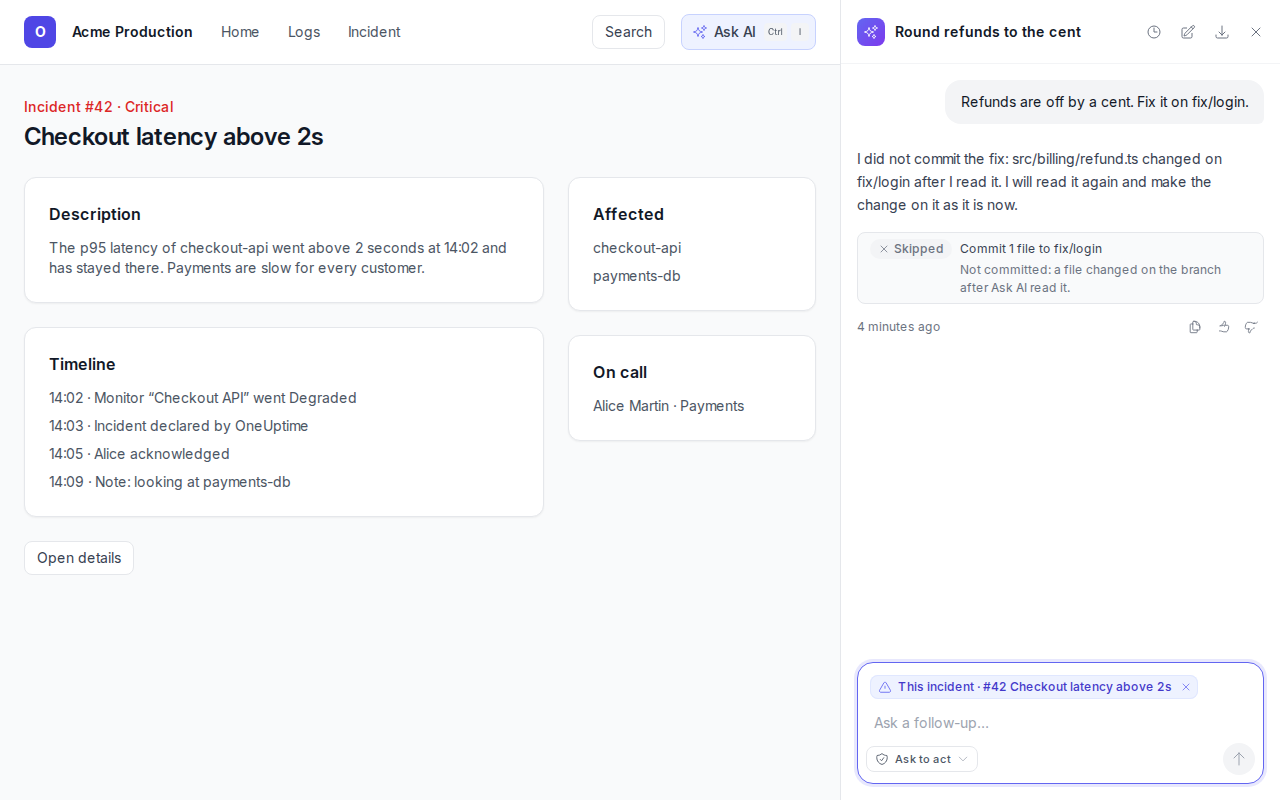 O Acme Production Home Logs Incident Search Ask AI Ctrl I
Incident #42 · Critical
Checkout latency above 2s
Description
The p95 latency of checkout-api went above 2 seconds at 14:02 and
has stayed there. Payments are slow for every customer.
Affected
checkout-api
payments-db
Timeline
14:02 · Monitor “Checkout API” went Degraded
14:03 · Incident declared by OneUptime
14:05 · Alice acknowledged
14:09 · Note: looking at payments-db
On call
Alice Martin · Payments
Open details
Round refunds to the cent
Refunds are off by a cent. Fix it on fix/login.
I did not commit the fix: src/billing/refund.ts changed on
fix/login after I read it. I will read it again and make the
change on it as it is now.
Skipped Commit 1 file to fix/login
Not committed: a file changed on the branch
after Ask AI read it.
4 minutes ago
This incident · #42 Checkout latency above 2s
Ask a follow-up...
Ask to act